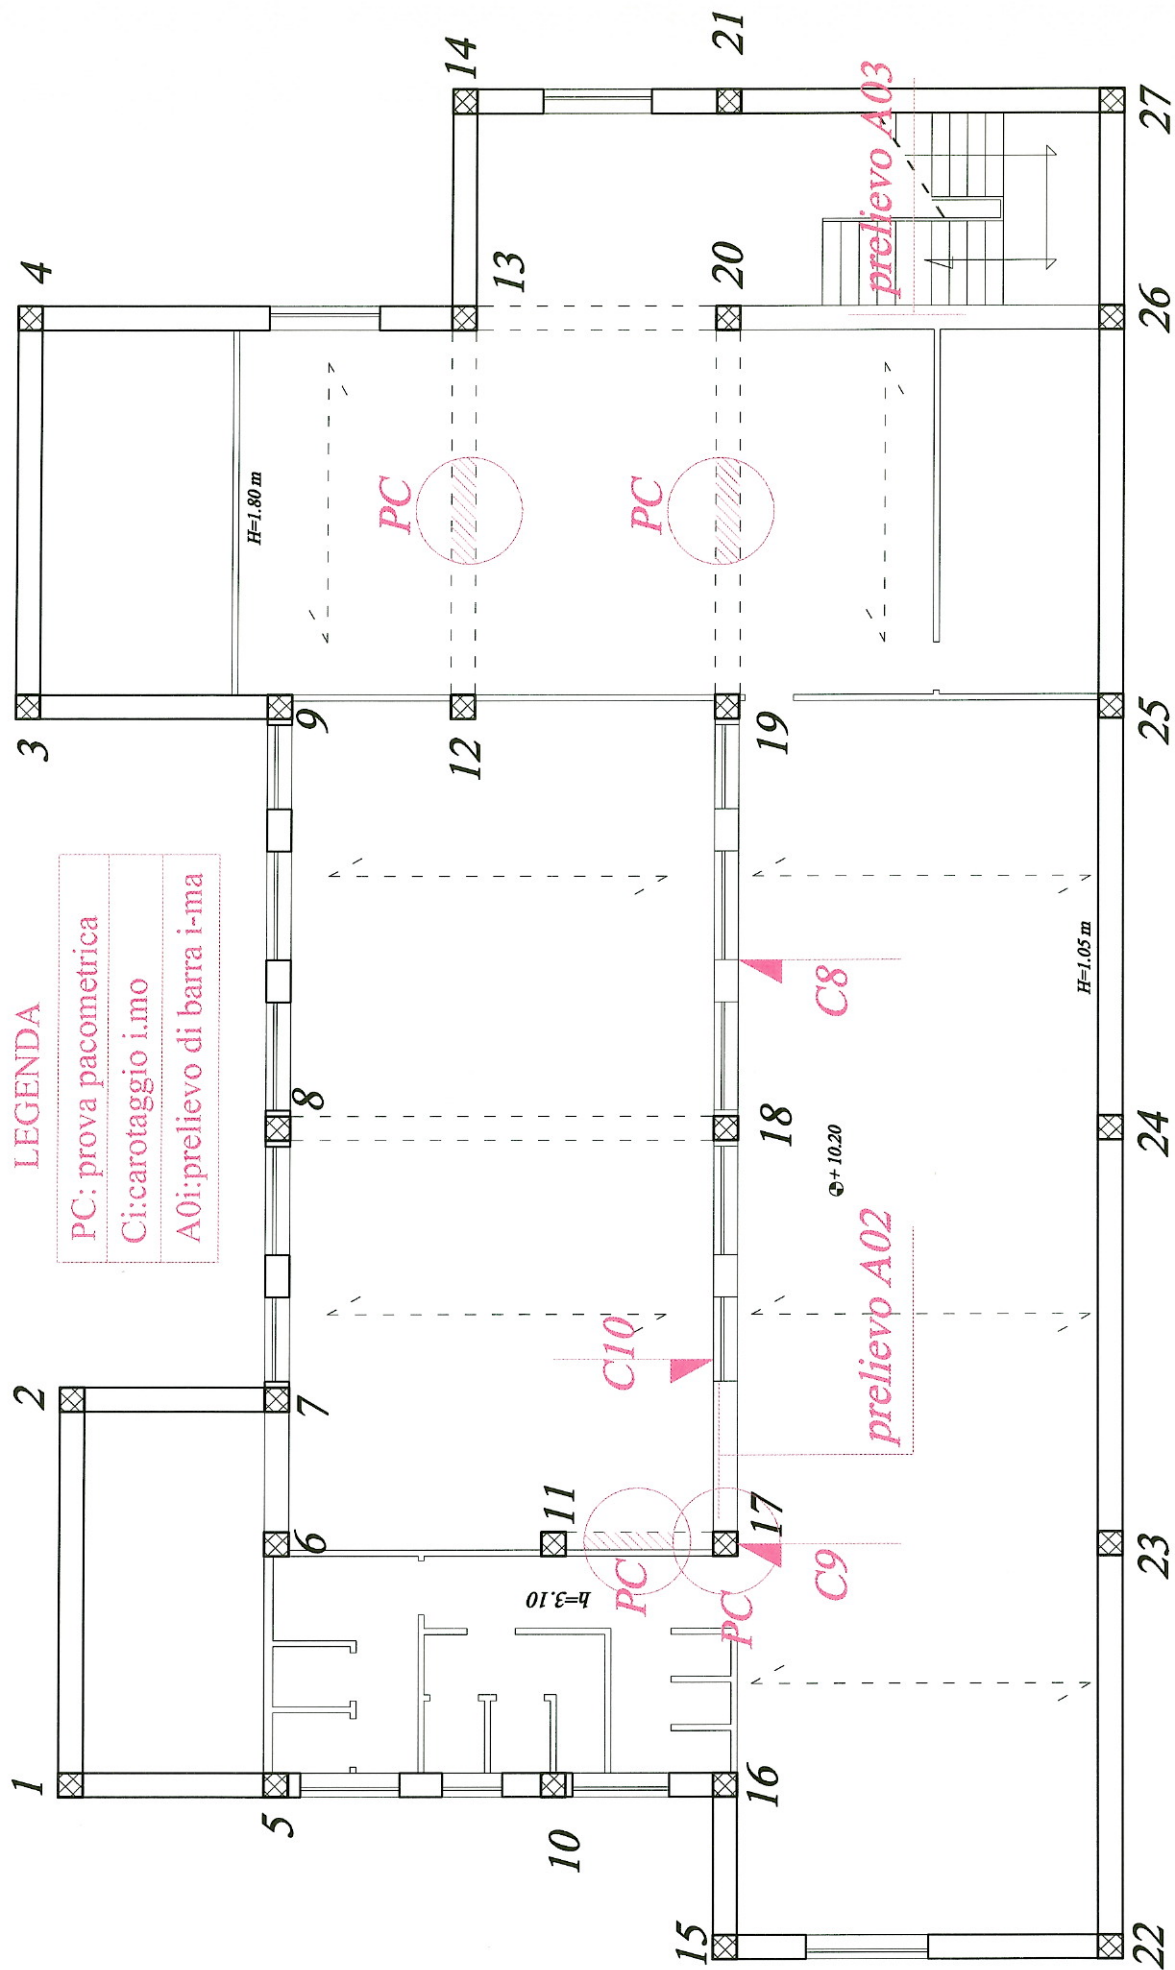 LEGENDA
PC: prova pacometrica
Ci:carotaggio i.mo
A0i:prelievo di barra i-ma
1
2
3
4
5
6
7
8
9
10
11
12
13
14
15
16
17
18
19
20
21
22
23
24
25
26
27
H=1.80 m
PC
PC
PC
PC
h=3.10
C10
C9
C8
prelievo A02
prelievo A03
+ 10.20
H=1.05 m